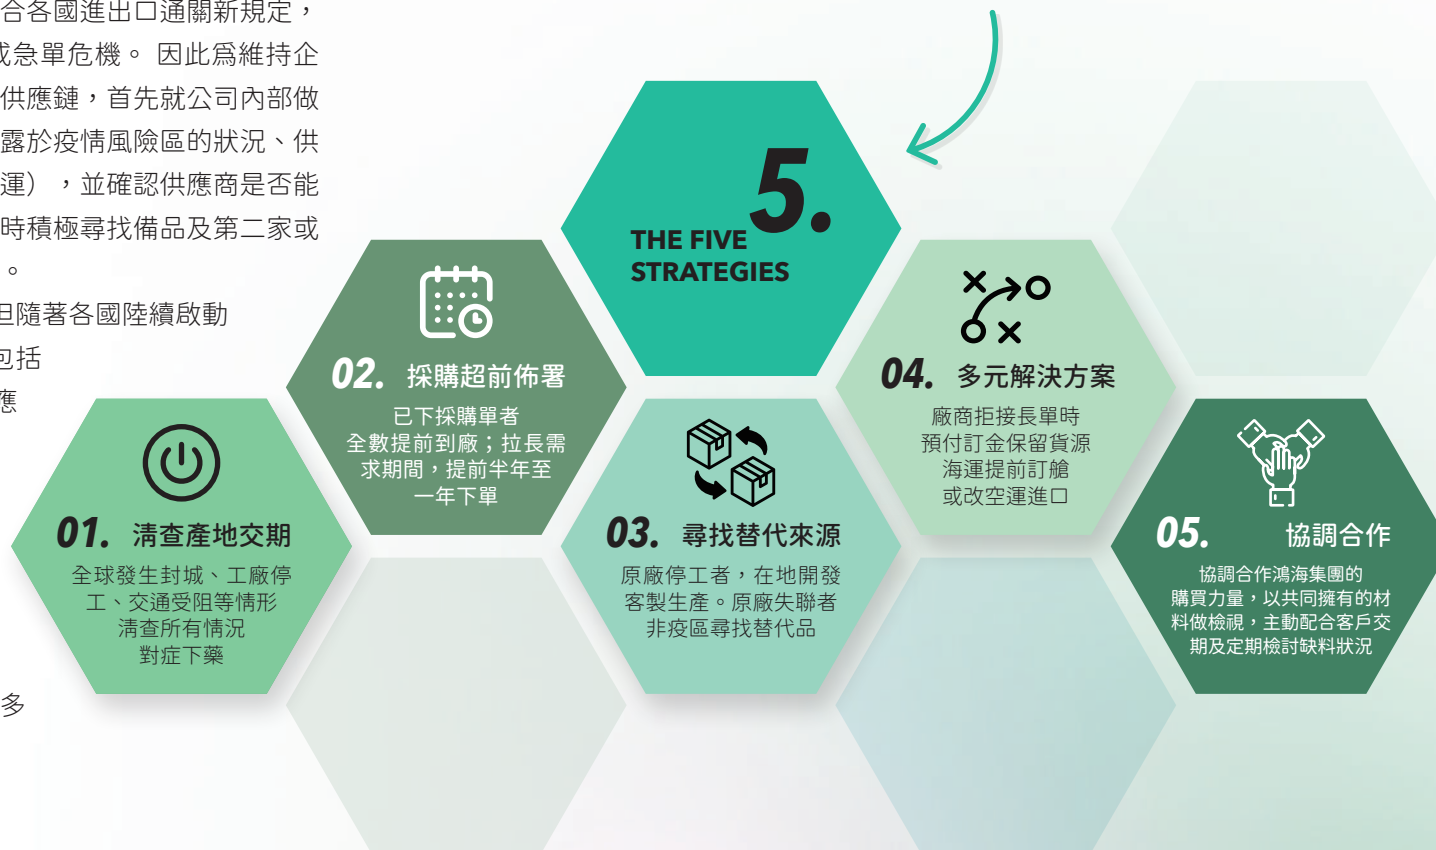 合各國進出口通關新規定，
成急單危機。 因此為維持企
供應鏈，首先就公司內部做
露於疫情風險區的狀況、供
運），並確認供應商是否能
時積極尋找備品及第二家或
。
但隨著各國陸續啟動
包括
應
多
5.
THE FIVE
STRATEGIES
01. 清查產地交期
全球發生封城、工廠停
工、交通受阻等情形
清查所有情況
對症下藥
02. 採購超前佈署
已下採購單者
全數提前到廠；拉長需
求期間，提前半年至
一年下單
03. 尋找替代來源
原廠停工者，在地開發
客製生產。原廠失聯者
非疫區尋找替代品
04. 多元解決方案
廠商拒接長單時
預付訂金保留貨源
海運提前訂艙
或改空運進口
05. 協調合作
協調合作鴻海集團的
購買力量，以共同擁有的材
料做檢視，主動配合客戶交
期及定期檢討缺料狀況